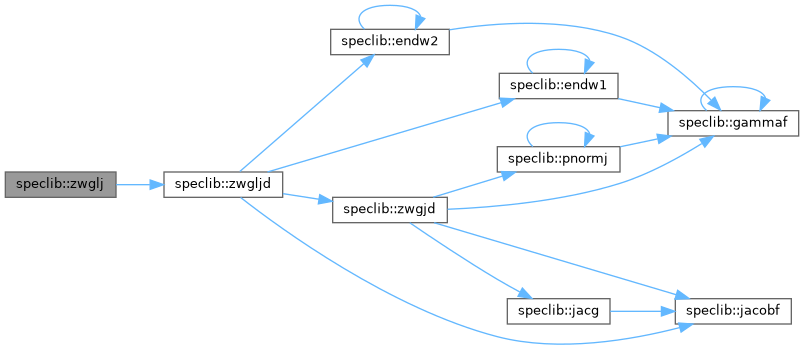 speclib::endw2
speclib::endw1
speclib::gammaf
speclib::pnormj
speclib::zwglj
speclib::zwgljd
speclib::zwgjd
speclib::jacg
speclib::jacobf